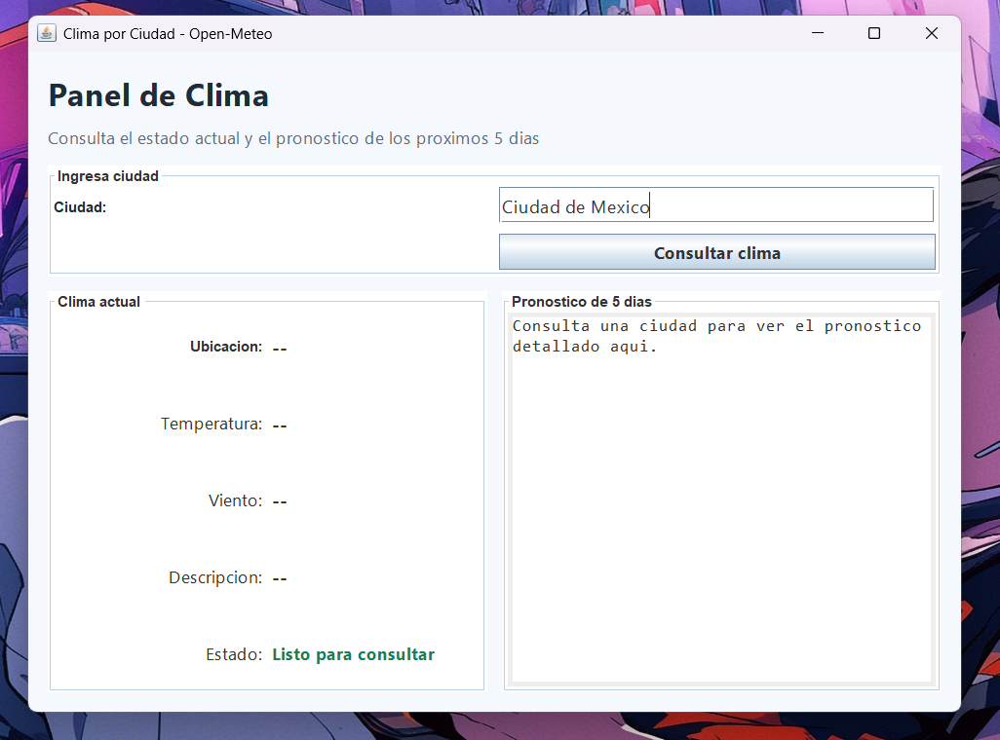 Clima por Ciudad - Open-Meteo
Panel de Clima
Consulta el estado actual y el pronostico de los proximos 5 dias
Ingresa ciudad
Ciudad:
Ciudad de Mexico
Consultar clima
Clima actual
Ubicacion: --
Temperatura: --
Viento: --
Descripcion: --
Estado: Listo para consultar
Pronostico de 5 dias
Consulta una ciudad para ver el pronostico
detallado aqui.